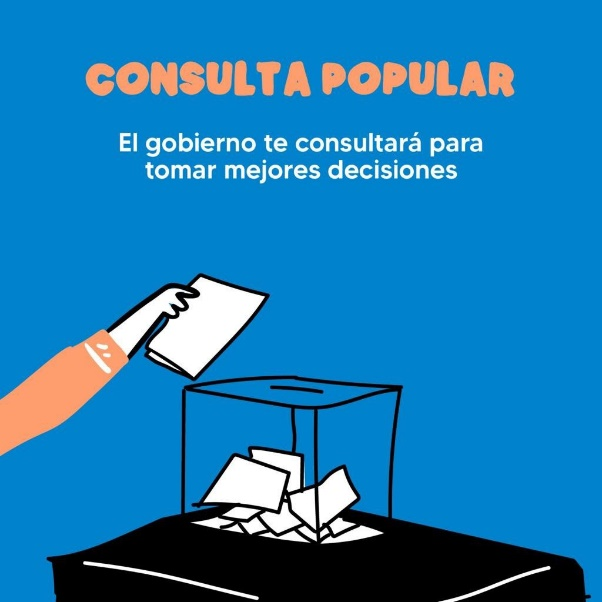 CONSULTA POPULAR
El gobierno te consultará para
tomar mejores decisiones